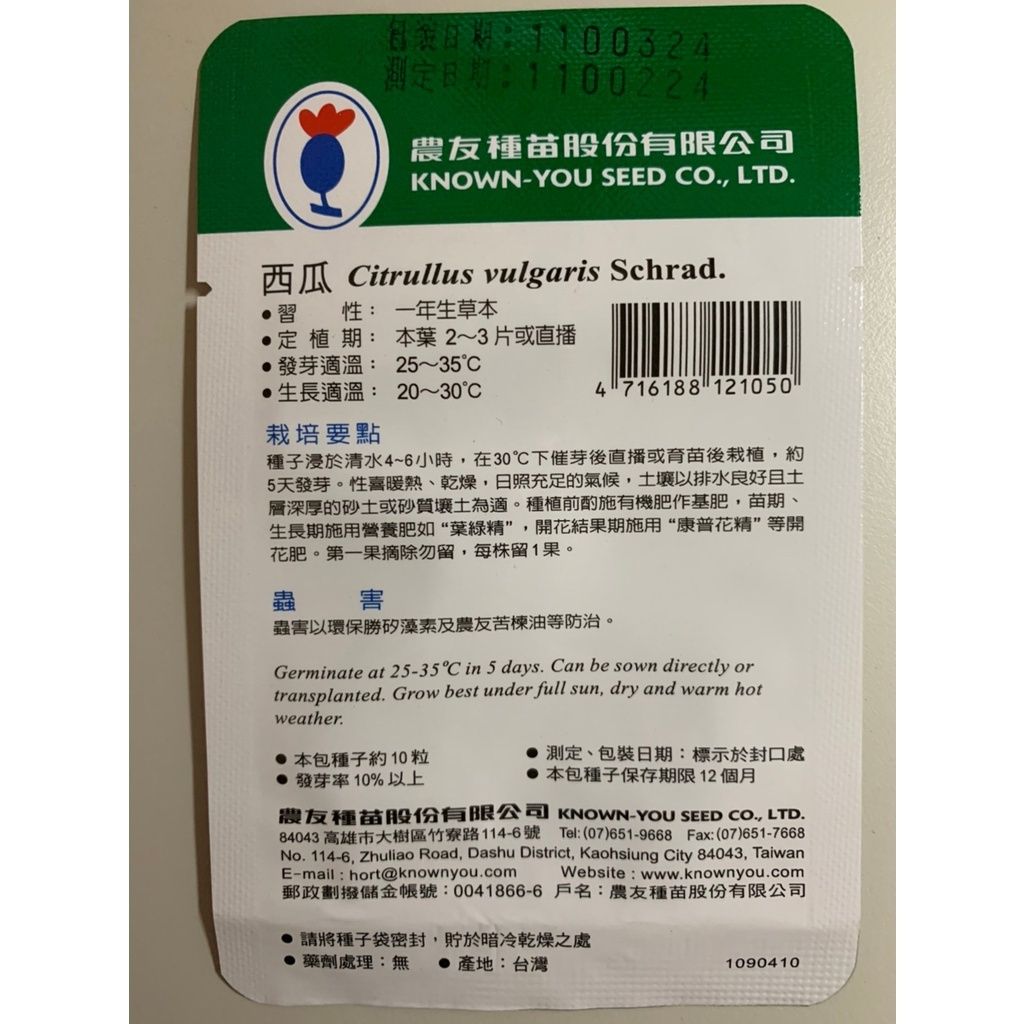 包裝日期：1100324
測定日期：1100224
農友種苗股份有限公司
KNOWN-YOU SEED CO., LTD.
西瓜 Citrullus vulgaris Schrad.
●習　性： 一年生草本
●定植期： 本葉 2～3 片或直播
●發芽適溫： 25～35℃
●生長適溫： 20～30℃
4 716188 121050
栽培要點
種子浸於清水4~6小時，在30℃下催芽後直播或育苗後栽植，約
5天發芽。性喜暖熱、乾燥，日照充足的氣候，土壤以排水良好且土
層深厚的砂土或砂質壤土為適。種植前酌施有機肥作基肥，苗期、
生長期施用營養肥如“葉綠精”，開花結果期施用“康普花精”等開
花肥。第一果摘除勿留，每株留1果。
蟲　害
蟲害以環保勝矽藻素及農友苦楝油等防治。
Germinate at 25-35℃ in 5 days. Can be sown directly or
transplanted. Grow best under full sun, dry and warm hot
weather.
●本包種子約10粒　●測定、包裝日期：標示於封口處
●發芽率10%以上　●本包種子保存期限12個月
農友種苗股份有限公司 KNOWN-YOU SEED CO., LTD.
84043 高雄市大樹區竹寮路114-6號 Tel:(07)651-9668 Fax:(07)651-7668
No. 114-6, Zhuliao Road, Dashu District, Kaohsiung City 84043, Taiwan
E-mail : hort@knownyou.com Website : www.knownyou.com
郵政劃撥儲金帳號：0041866-6 戶名：農友種苗股份有限公司
●請將種子袋密封，貯於暗冷乾燥之處
●藥劑處理：無 ●產地：台灣 1090410